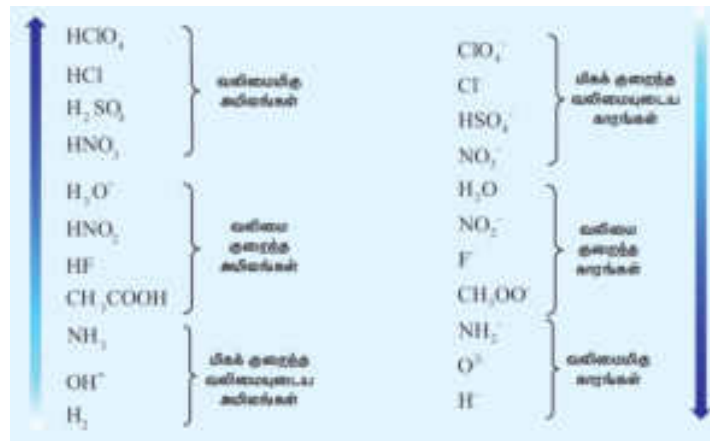 HClO₄
HCl
H₂SO₄
HNO₃
வலிமைமிகு
அமிலங்கள்
H₃O⁺
HNO₂
HF
CH₃COOH
வலிமை
குறைந்த
அமிலங்கள்
NH₃
OH⁻
H₂
மிகக் குறைந்த
வலிமையுடைய
அமிலங்கள்
ClO₄⁻
Cl⁻
HSO₄⁻
NO₃⁻
மிகக் குறைந்த
வலிமையுடைய
காரங்கள்
H₂O
NO₂⁻
F⁻
CH₃OO⁻
வலிமை
குறைந்த
காரங்கள்
NH₂⁻
O²⁻
H⁻
வலிமைமிகு
காரங்கள்